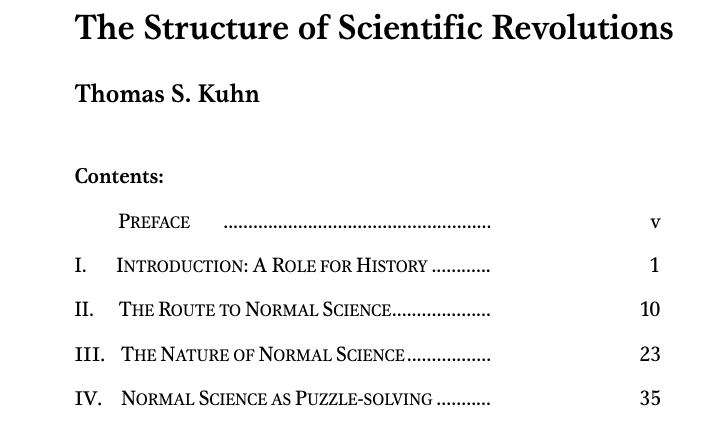 The Structure of Scientific Revolutions
Thomas S. Kuhn
Contents:
PREFACE ...................................................... v
I. INTRODUCTION: A ROLE FOR HISTORY ............ 1
II. THE ROUTE TO NORMAL SCIENCE.................... 10
III. THE NATURE OF NORMAL SCIENCE................. 23
IV. NORMAL SCIENCE AS PUZZLE-SOLVING ........... 35